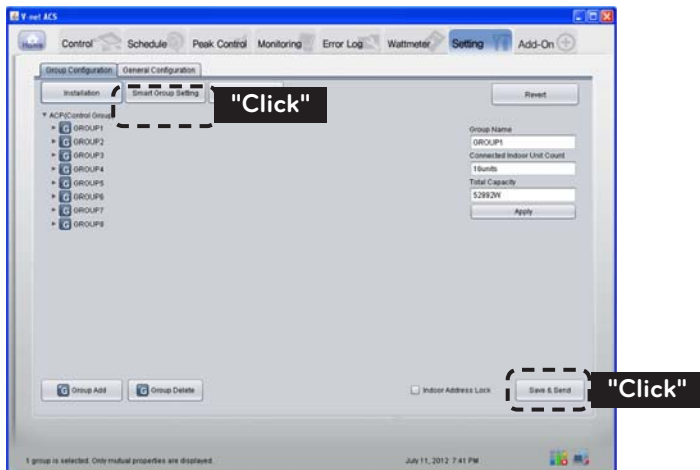 V-net ACS
Home Control Schedule Peak Control Monitoring Error Log Wattmeter Setting Add-On
Group Configuration General Configuration
Installation Smart Group Setting "Click" Revert
ACP(Control Group)
G GROUP1
G GROUP2
G GROUP3
G GROUP4
G GROUP5
G GROUP6
G GROUP7
G GROUP8
Group Name
GROUP1
Connected Indoor Unit Count
Total Capacity
52892W
Apply
G Group Add G Group Delete Indoor Address Lock Save & Send "Click"
1 group is selected. Only mutual properties are displayed. July 11, 2012 7:41 PM